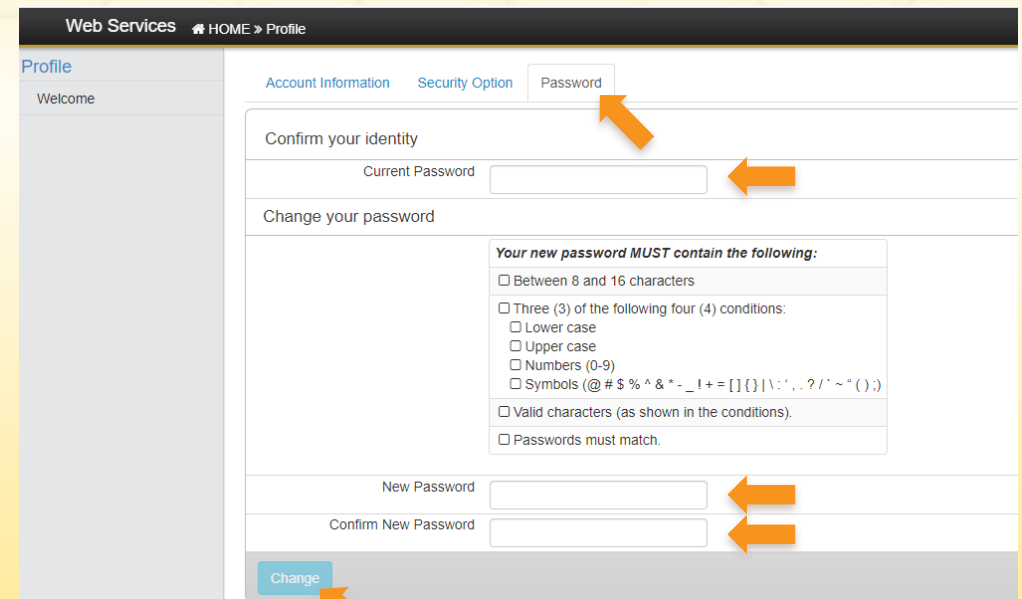 Web Services HOME » Profile
Profile
Welcome
Account Information Security Option Password
Confirm your identity
Current Password
Change your password
Your new password MUST contain the following:
Between 8 and 16 characters
Three (3) of the following four (4) conditions:
Lower case
Upper case
Numbers (0-9)
Symbols (@ # $ % ^ & * - _ ! + = [ ] { } | \ : ‘ , . ? / ` ~ “ ( ) ;)
Valid characters (as shown in the conditions).
Passwords must match.
New Password
Confirm New Password
Change